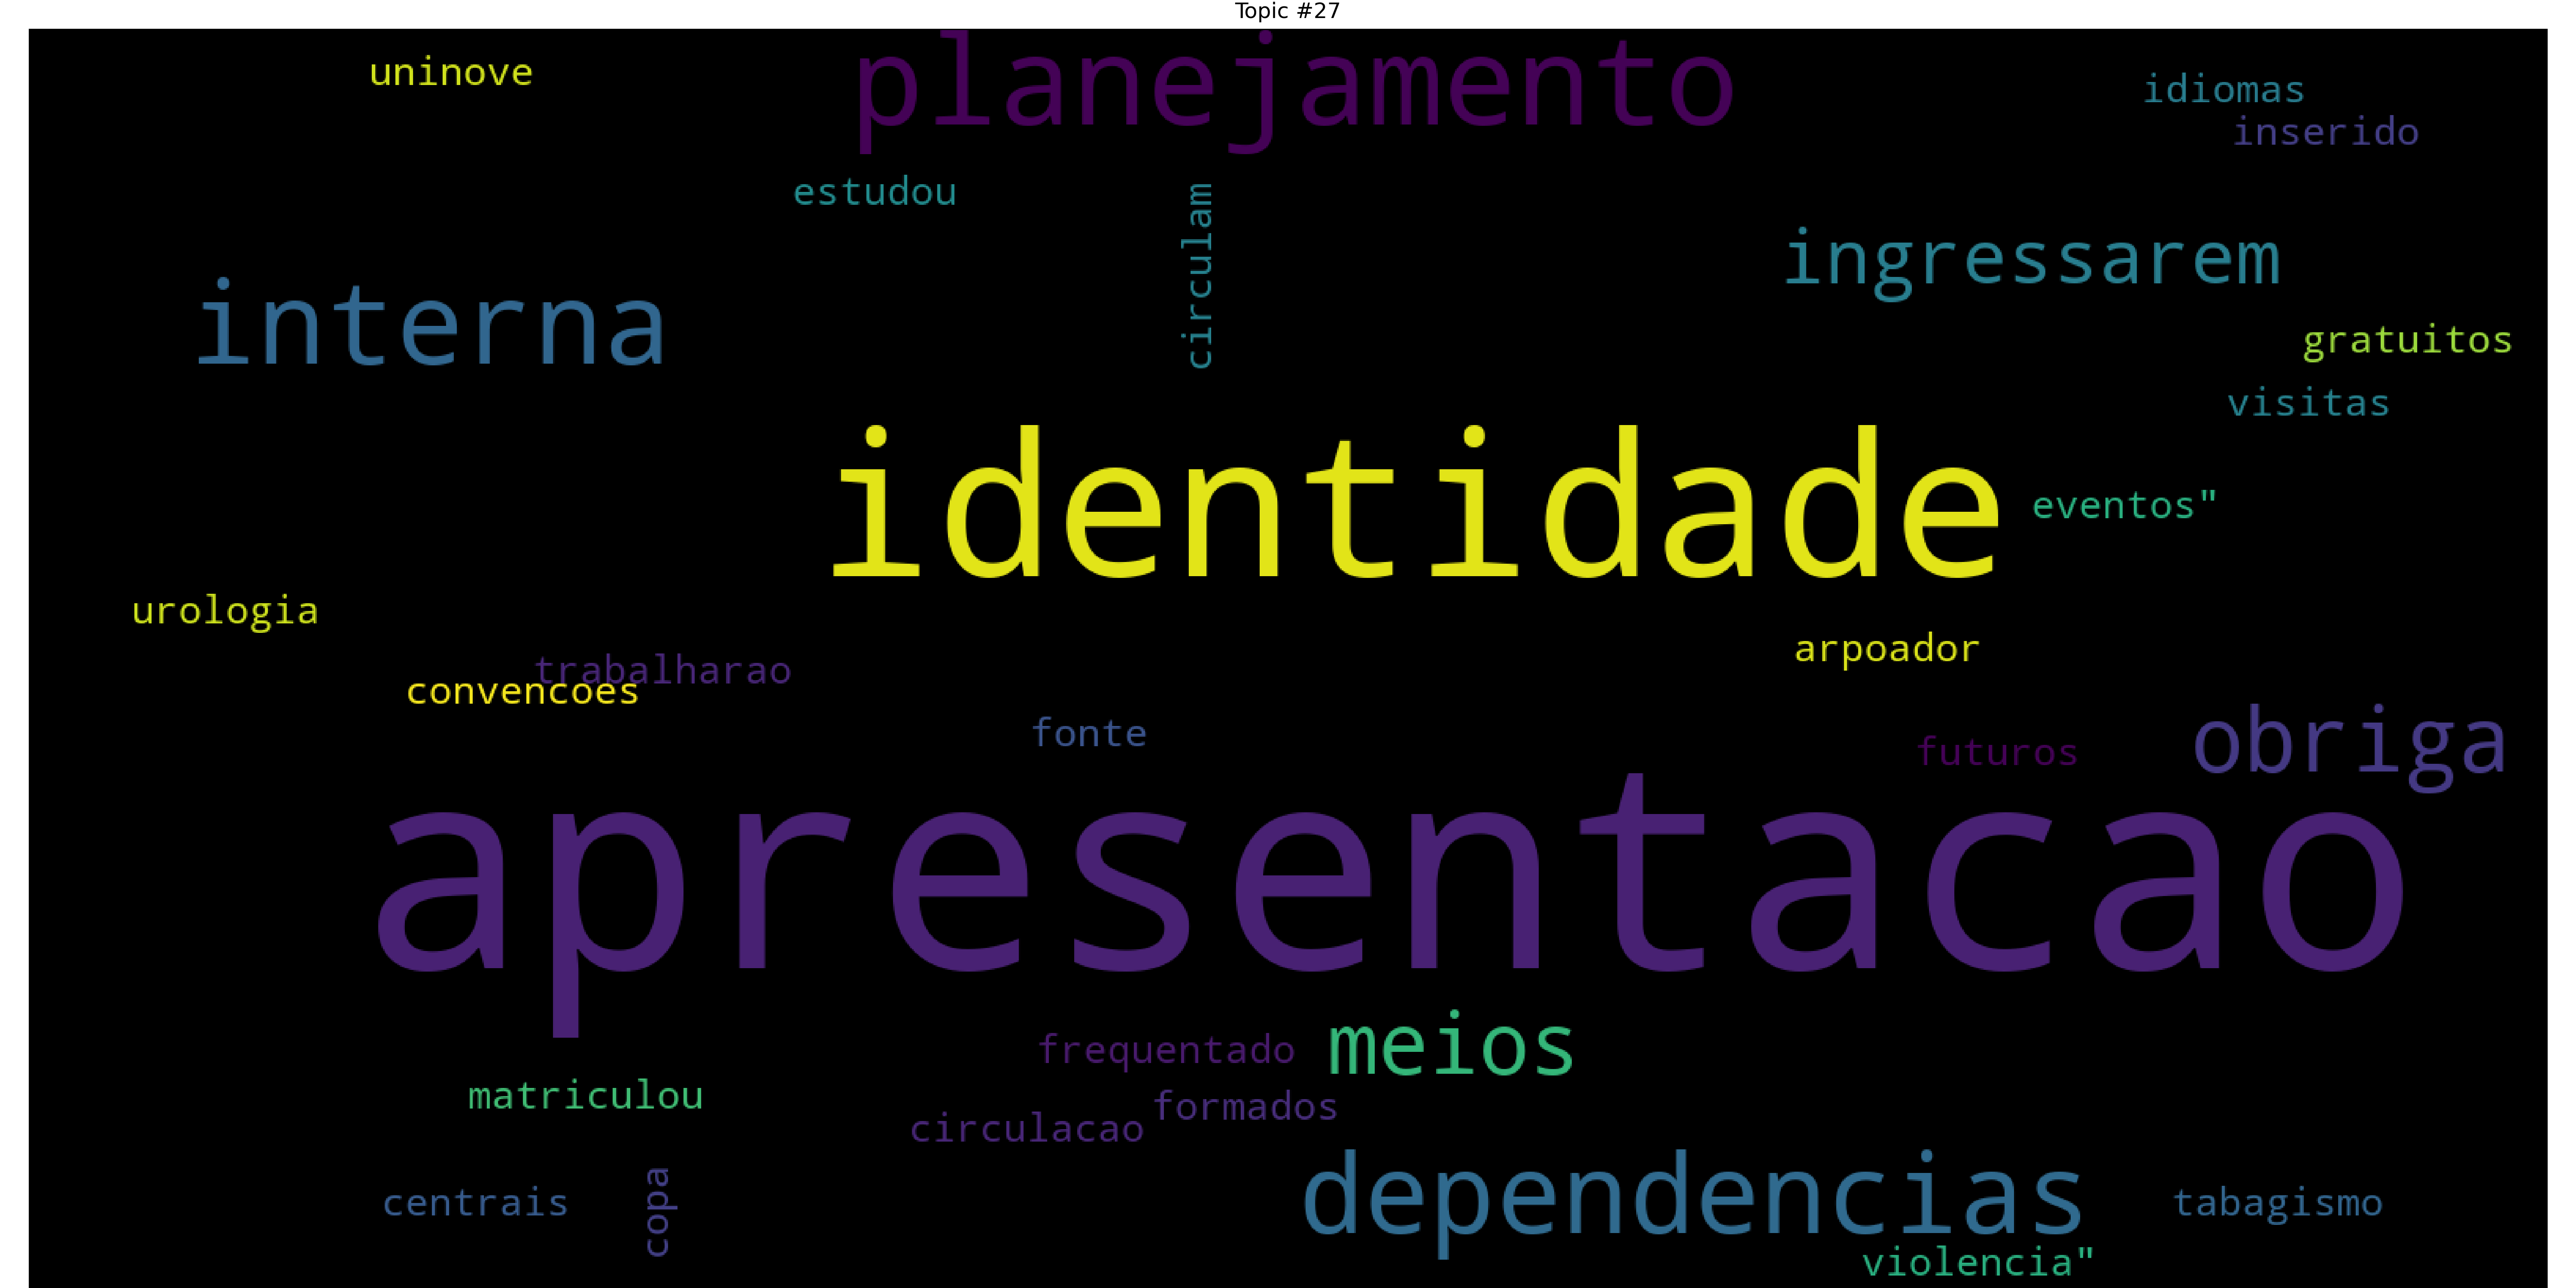 Topic #27
planejamento
uninove
idiomas
inserido
estudou
circulam
ingressarem
interna
gratuitos
visitas
identidade
eventos"
urologia
arpoador
trabalharao
convencoes
fonte
futuros
obriga
apresentacao
frequentado
meios
matriculou
formados
circulacao
centrais
copa
dependencias
tabagismo
violencia"